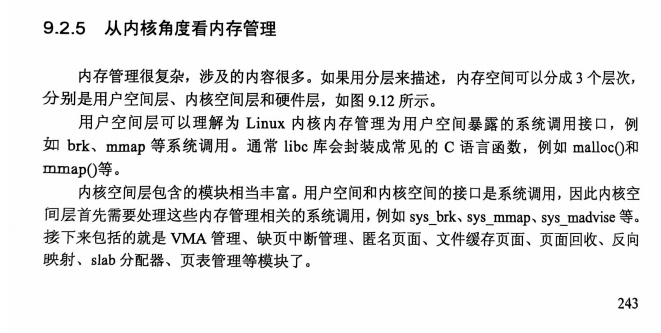 9.2.5 从内核角度看内存管理
内存管理很复杂，涉及的内容很多。如果用分层来描述，内存空间可以分成 3 个层次，
分别是用户空间层、内核空间层和硬件层，如图 9.12 所示。
用户空间层可以理解为 Linux 内核内存管理为用户空间暴露的系统调用接口，例
如 brk、mmap 等系统调用。通常 libc 库会封装成常见的 C 语言函数，例如 malloc()和
mmap()等。
内核空间层包含的模块相当丰富。用户空间和内核空间的接口是系统调用，因此内核空
间层首先需要处理这些内存管理相关的系统调用，例如 sys_brk、sys_mmap、sys_madvise 等。
接下来包括的就是 VMA 管理、缺页中断管理、匿名页面、文件缓存页面、页面回收、反向
映射、slab 分配器、页表管理等模块了。
243